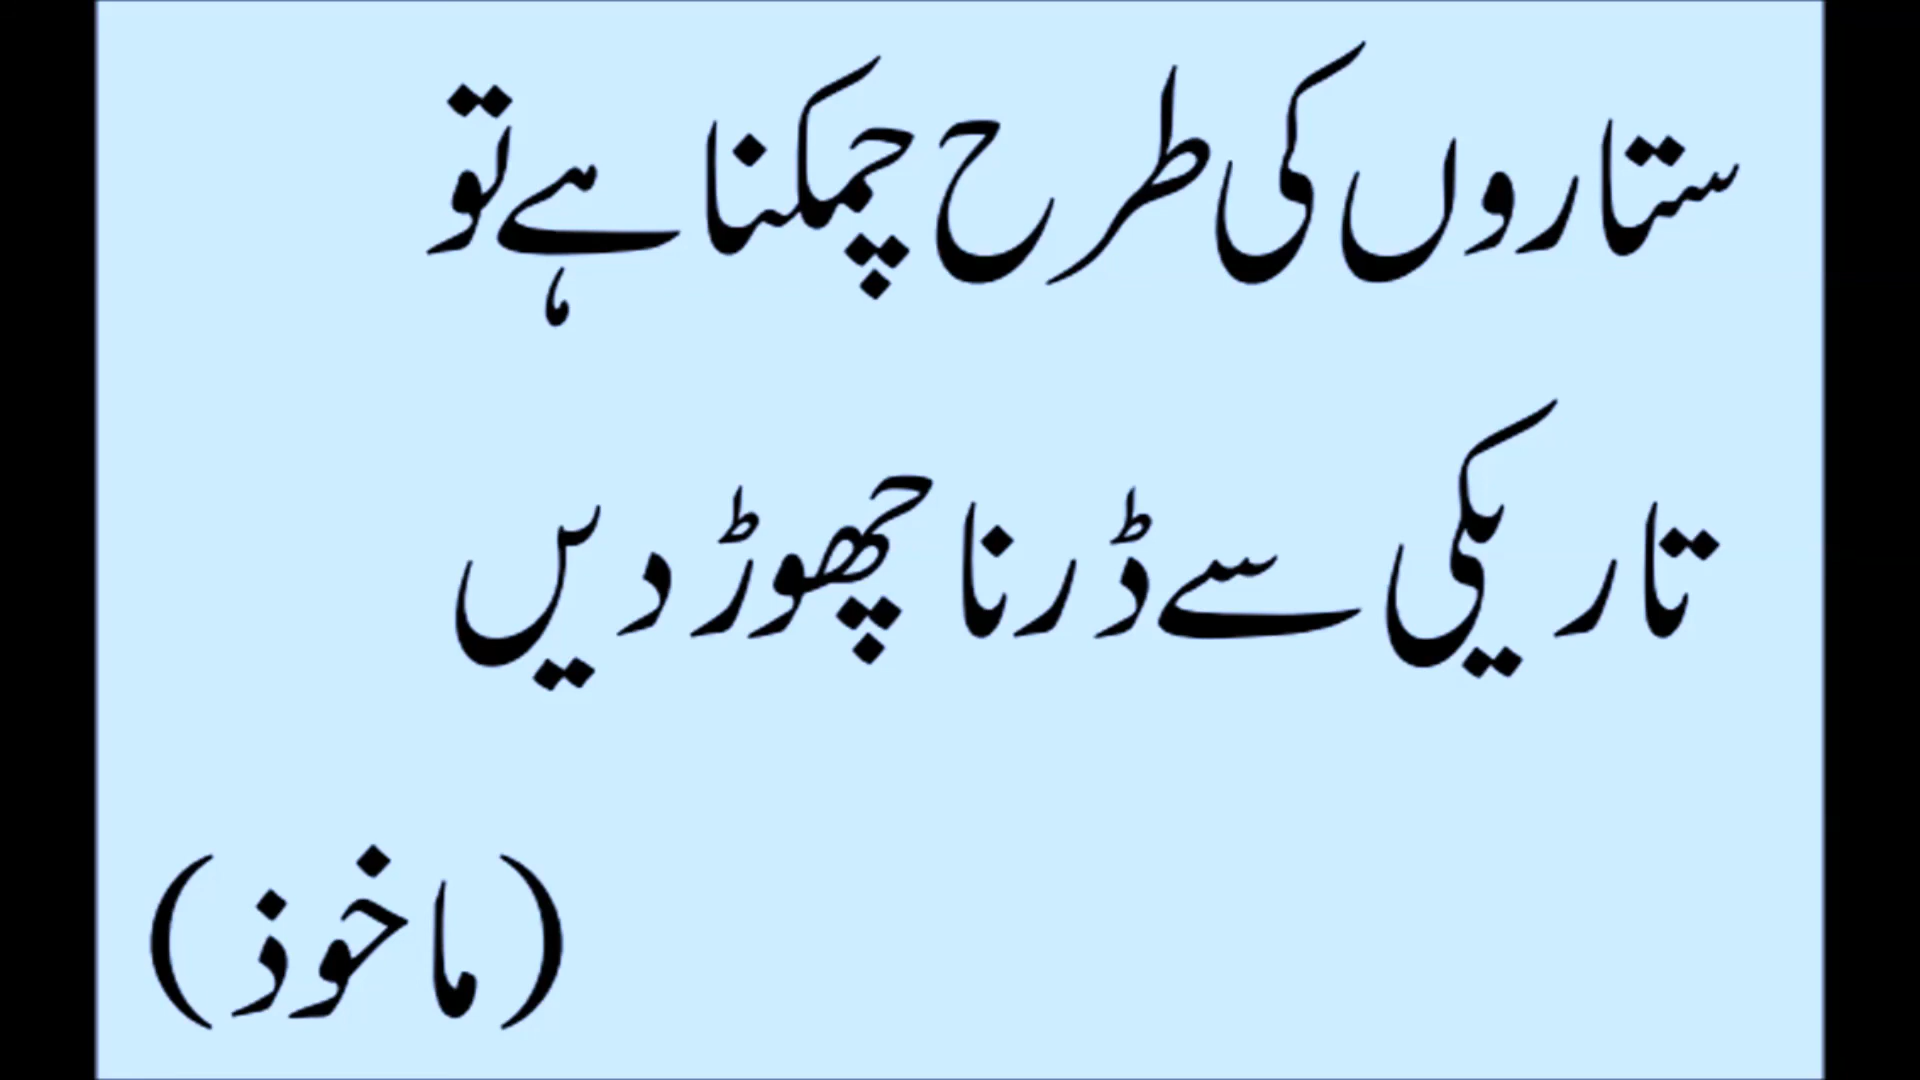 ستاروں کی طرح چمکنا ہے تو
تاریکی سے ڈرنا چھوڑ دیں
(ماخوذ)